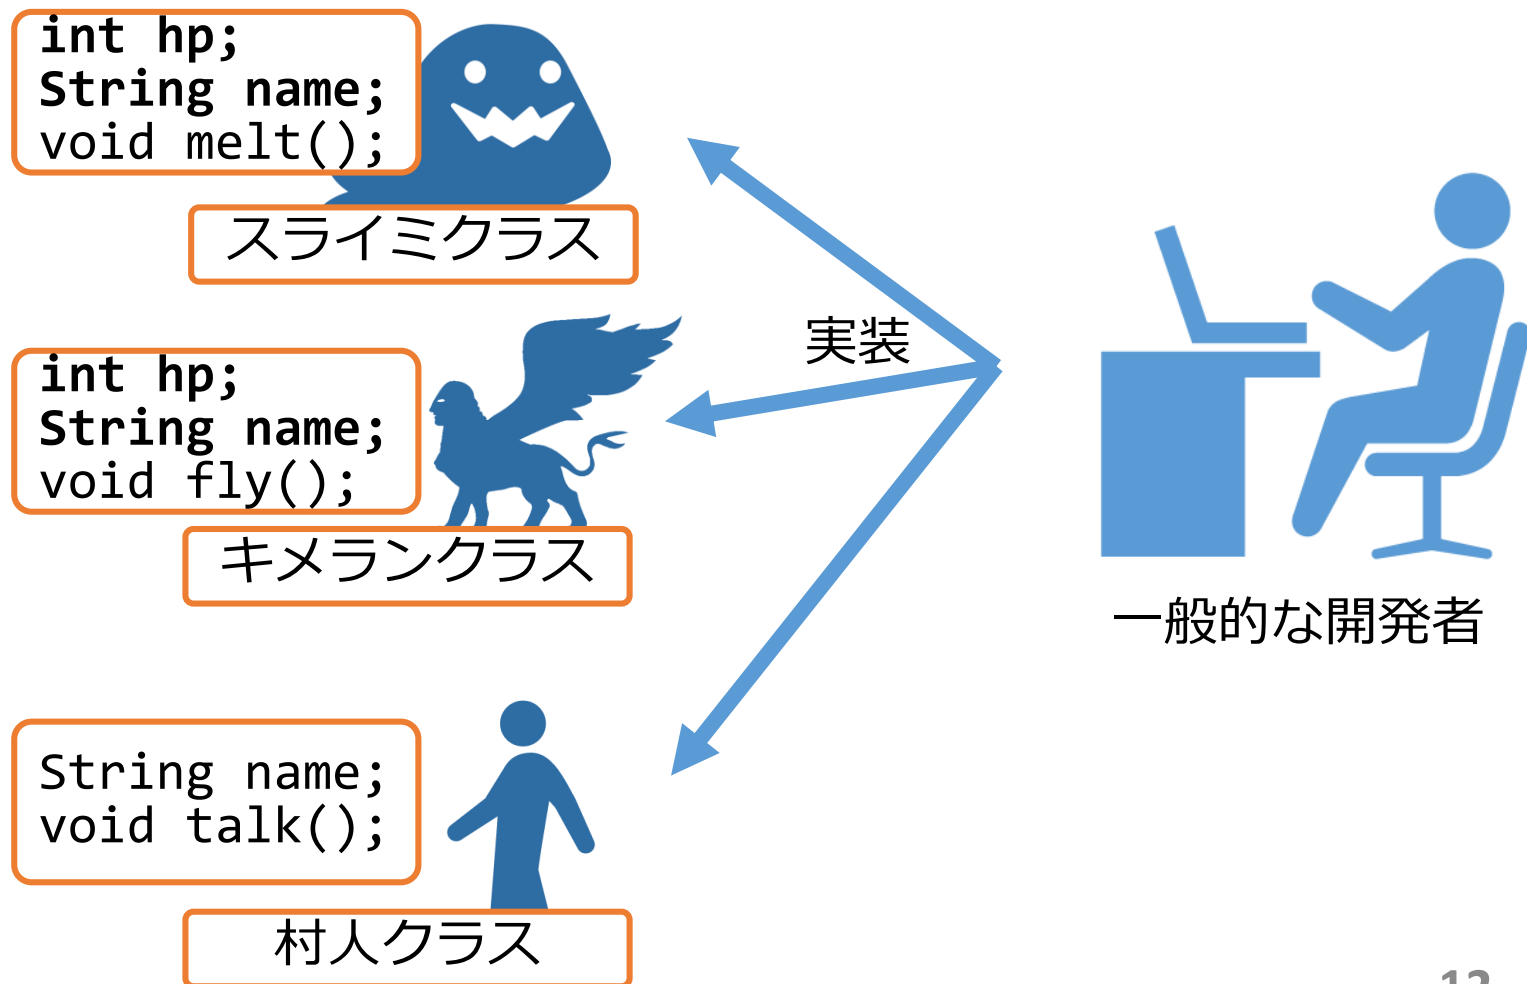 int hp;
String name;
void melt();
スライミクラス
実装
int hp;
String name;
void fly();
キメランクラス
一般的な開発者
String name;
void talk();
村人クラス